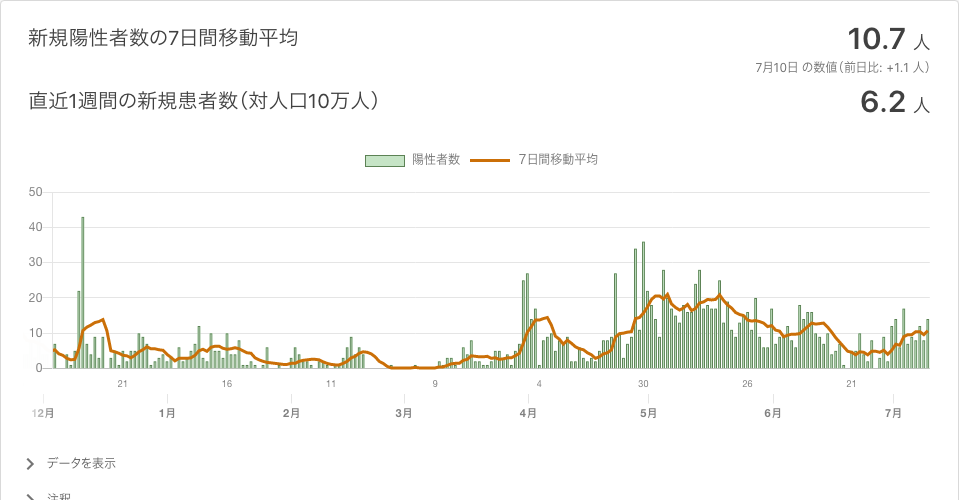 新規陽性者数の7日間移動平均
10.7 人
7月10日 の数値（前日比: +1.1 人）
直近1週間の新規患者数（対人口10万人）
6.2 人
陽性者数 7日間移動平均
50
40
30
20
10
0
21 16 11 9 4 30 26 21
12月 1月 2月 3月 4月 5月 6月 7月
データを表示
注釈